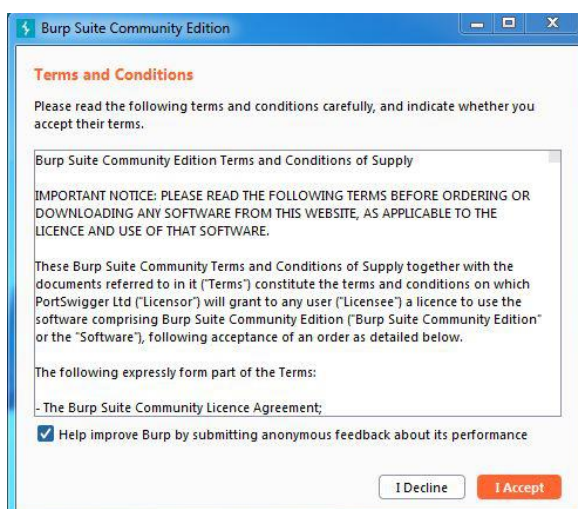 Burp Suite Community Edition
Terms and Conditions
Please read the following terms and conditions carefully, and indicate whether you
accept their terms.
Burp Suite Community Edition Terms and Conditions of Supply
IMPORTANT NOTICE: PLEASE READ THE FOLLOWING TERMS BEFORE ORDERING OR
DOWNLOADING ANY SOFTWARE FROM THIS WEBSITE, AS APPLICABLE TO THE
LICENCE AND USE OF THAT SOFTWARE.
These Burp Suite Community Terms and Conditions of Supply together with the
documents referred to in it ("Terms") constitute the terms and conditions on which
PortSwigger Ltd ("Licensor") will grant to any user ("Licensee") a licence to use the
software comprising Burp Suite Community Edition ("Burp Suite Community Edition"
or the "Software"), following acceptance of an order as detailed below.
The following expressly form part of the Terms:
- The Burp Suite Community Licence Agreement;
Help improve Burp by submitting anonymous feedback about its performance
I Decline
I Accept